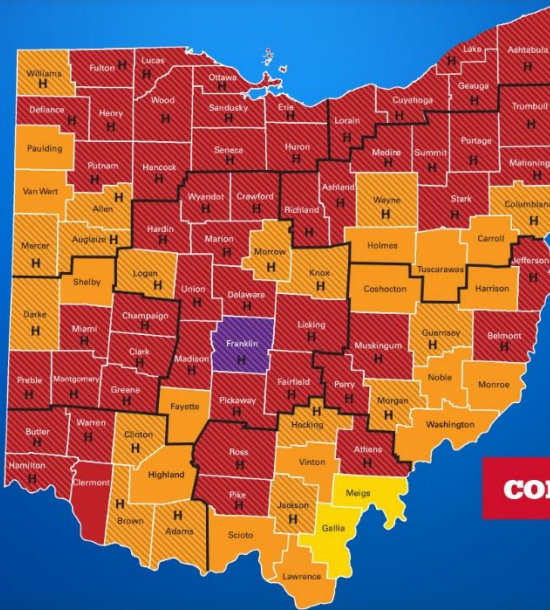 Lake
Ashtabula
H
H
Geauga
H
Williams
H
Fulton H
Lucas
H
Ottawa
H
Cuyahoga
H
Trumbull
H
Defiance
H
Henry
H
Wood
H
Sandusky
H
Erie
H
Lorain
H
Portage
H
Paulding
Putnam
H
Hancock
H
Seneca
H
Huron
H
Medina
H
Summit
H
Mahoning
H
Van Wert
Allen
H
Wyandot
H
Crawford
H
Richland
H
Ashland
H
Wayne
H
Stark
H
Columbiana
H
Mercer
H
Auglaize H
Hardin
H
Marion
H
Morrow
H
Knox
H
Holmes
Carroll
Tuscarawas
Jefferson
H
Shelby
Logan
H
Union
H
Delaware
H
Coshocton
Harrison
Darke
H
Miami
H
Champaign
H
Clark
H
Madison
H
Franklin
H
Licking
H
Muskingum
H
Guernsey
H
Belmont
H
Preble
H
Montgomery
H
Greene
H
Fayette
Pickaway
H
Fairfield
H
Perry
H
Morgan
H
Noble
Monroe
Butler
H
Warren
H
Clinton
H
Ross
H
H
Hocking
Athens
H
Washington
Hamilton
H
Clermont
Highland
Pike
H
Vinton
Meigs
H
Brown
H
Adams
Jackson
H
Gallia
Scioto
Lawrence